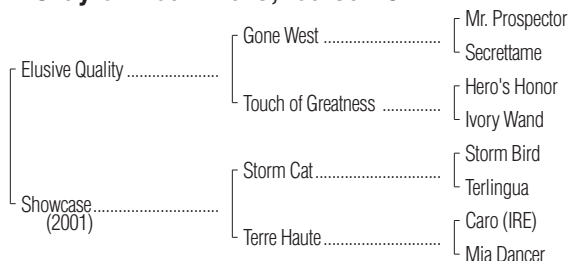 Mr. Prospector
Gone West ..............
Secrettame
Elusive Quality ......................
Hero's Honor
Touch of Greatness ..............
Ivory Wand
Storm Bird
Storm Cat..............................
Terlingua
Showcase..............................
(2001)
Caro (IRE)
Terre Haute............................
Mia Dancer